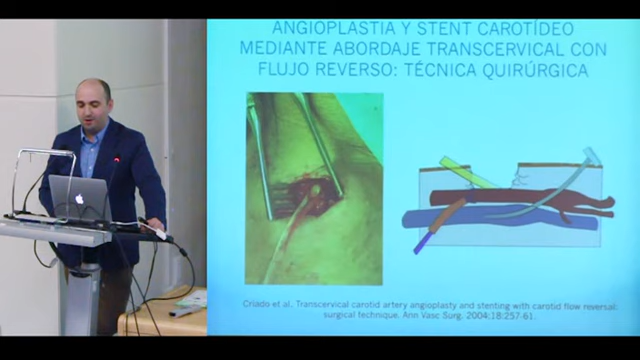 ANGIOPLASTIA Y STENT CAROTÍDEO
MEDIANTE ABORDAJE TRANSCERVICAL CON
FLUJO REVERSO: TÉCNICA QUIRÚRGICA
Criado et al. Transcervical carotid artery angioplasty and stenting with carotid flow reversal:
surgical technique. Ann Vasc Sorg. 2004;18:257-61.